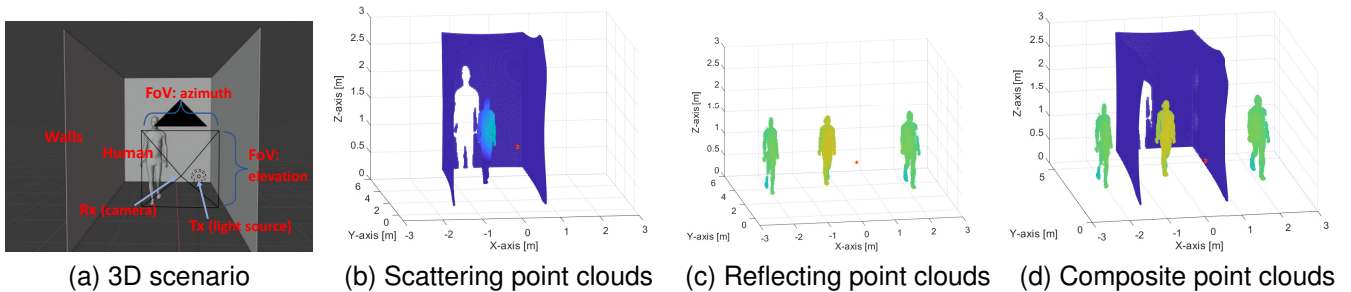 FoV: azimuth
Walls
Human
FoV:
elevation
Rx (camera)
Tx (light source)
(a) 3D scenario
3
2.5
2
1.5
1
0.5
0
Z-axis [m]
6
4
2
0
Y-axis [m]
-3
-2
-1
0
1
2
3
X-axis [m]
(b) Scattering point clouds
3
2.5
2
1.5
1
0.5
0
Z-axis [m]
6
4
2
0
Y-axis [m]
-3
-2
-1
0
1
2
3
X-axis [m]
(c) Reflecting point clouds
3
2.5
2
1.5
1
0.5
0
Z-axis [m]
5
0
Y-axis [m]
-3
-2
-1
0
1
2
3
X-axis [m]
(d) Composite point clouds